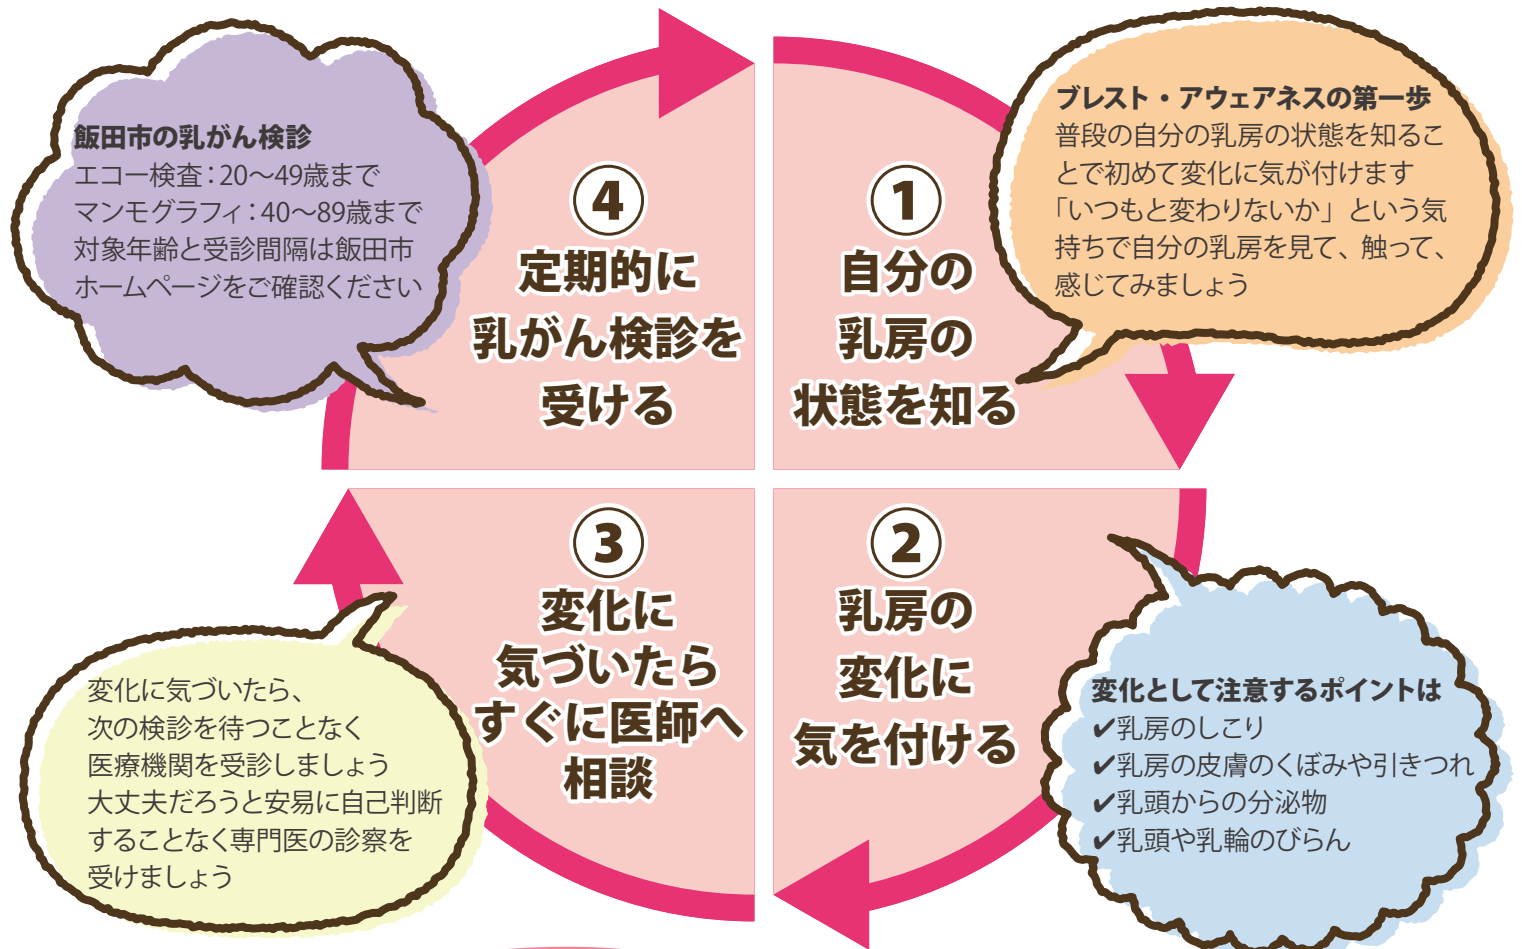 ①
自分の
乳房の
状態を知る
ブレスト・アウェアネスの第一歩
普段の自分の乳房の状態を知るこ
とで初めて変化に気が付けます
「いつもと変わりないか」という気
持ちで自分の乳房を見て、触って、
感じてみましょう
②
乳房の
変化に
気を付ける
変化として注意するポイントは
✔乳房のしこり
✔乳房の皮膚のくぼみや引きつれ
✔乳頭からの分泌物
✔乳頭や乳輪のびらん
③
変化に
気づいたら
すぐに医師へ
相談
変化に気づいたら、
次の検診を待つことなく
医療機関を受診しましょう
大丈夫だろうと安易に自己判断
することなく専門医の診察を
受けましょう
④
定期的に
乳がん検診を
受ける
飯田市の乳がん検診
エコー検査：20～49歳まで
マンモグラフィ：40～89歳まで
対象年齢と受診間隔は飯田市
ホームページをご確認ください